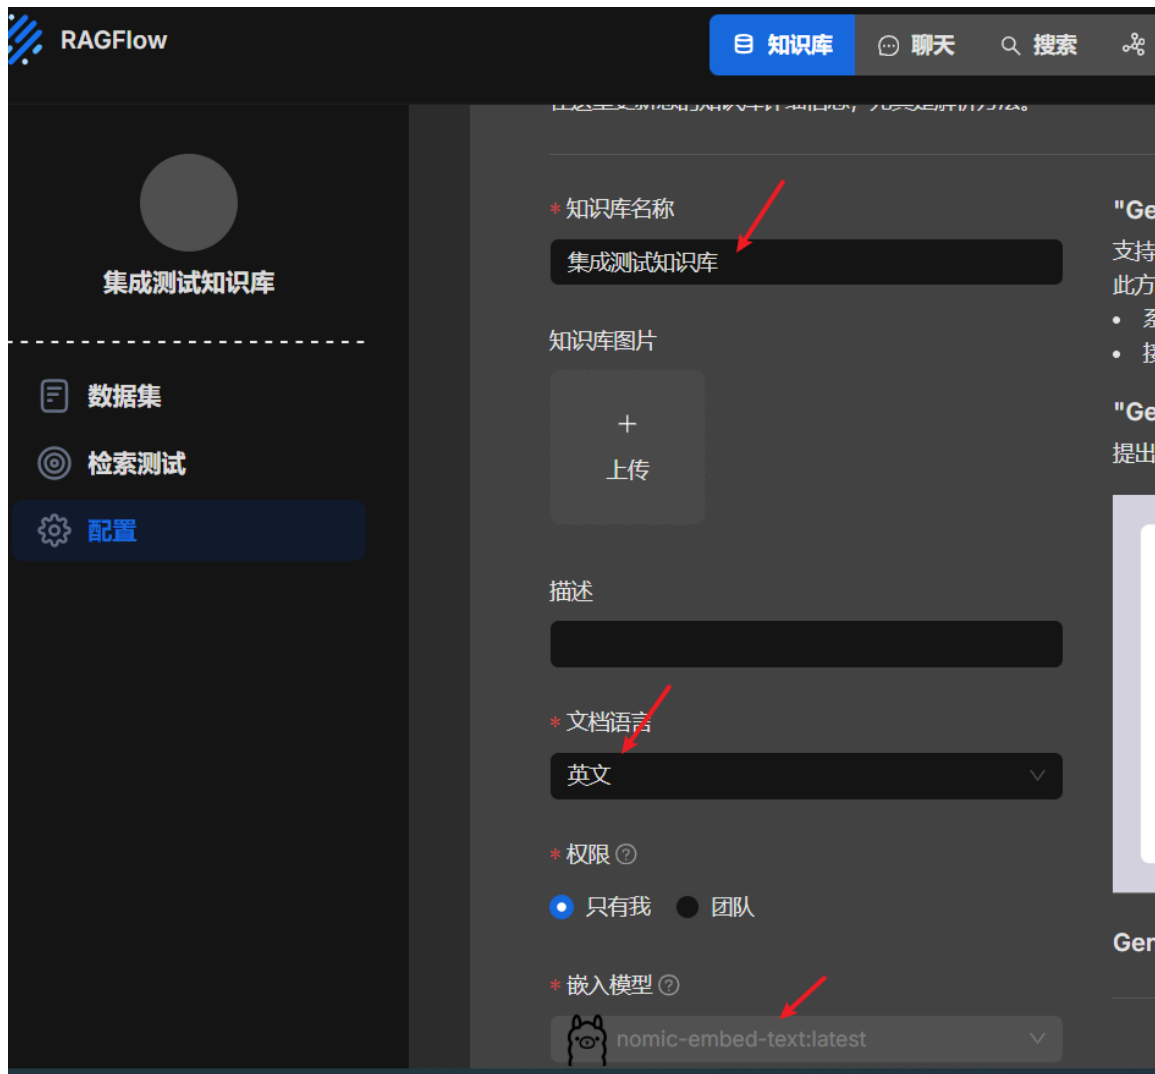 RAGFlow
知识库
聊天
搜索
集成测试知识库
数据集
检索测试
配置
* 知识库名称
集成测试知识库
知识库图片
+
上传
描述
* 文档语言
英文
* 权限
只有我
团队
* 嵌入模型
nomic-embed-text:latest
"Ge
支持
此方
•
• 接
"Ge
提出
Gen